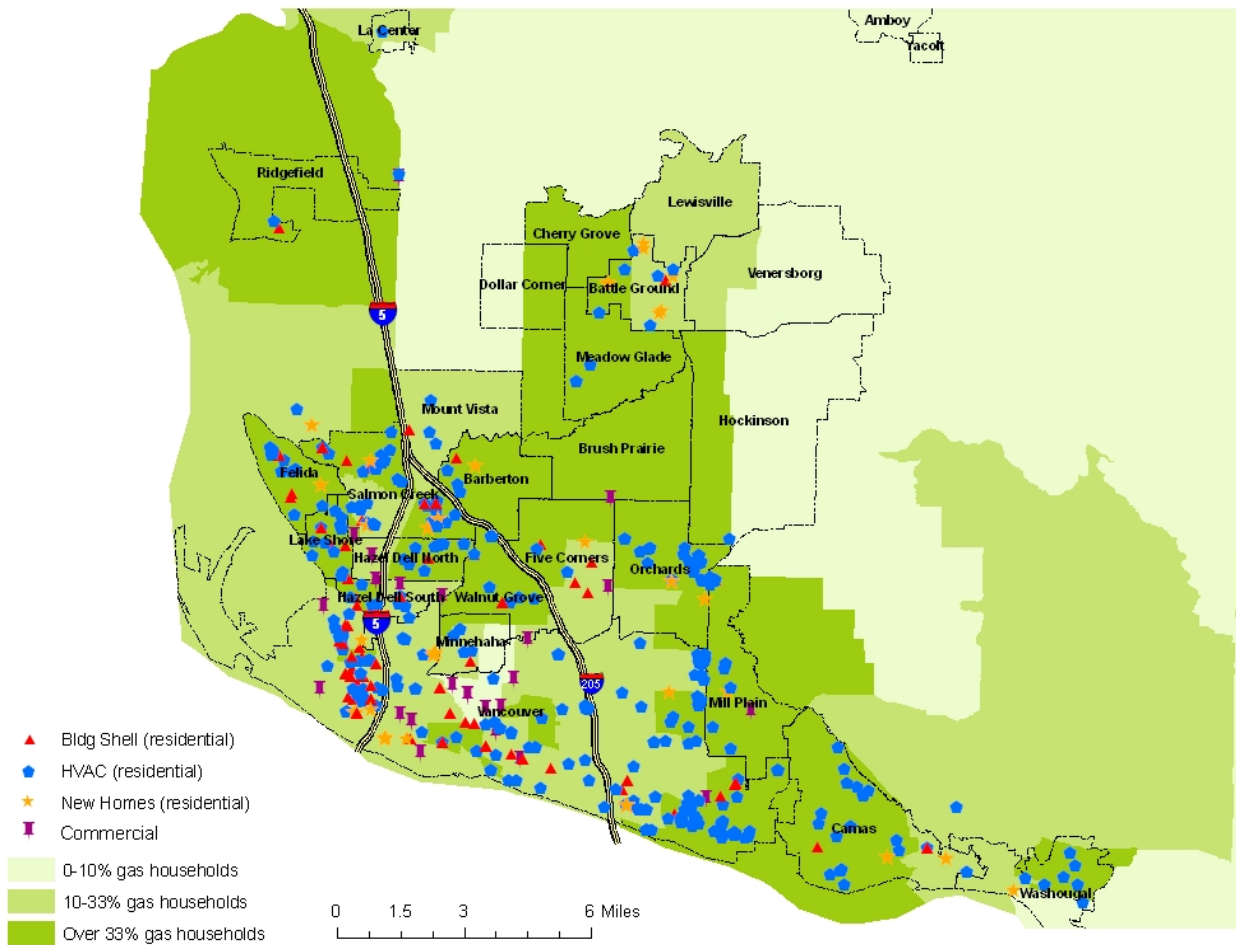 La Center
Amboy
Yacolt
Ridgefield
Lewisville
Cherry Grove
Venersborg
Dollar Corner
Battle Ground
5
Meadow Glade
Mount Vista
Hockinson
Brush Prairie
Felida
Barberton
Salmon Creek
Lake Shore
Hazel Dell North
Five Corners
Orchards
Hazel Dell South
Walnut Grove
5
Minnehaha
205
Mill Plain
Vancouver
Camas
Washougal
Bldg Shell (residential)
HVAC (residential)
New Homes (residential)
Commercial
0-10% gas households
10-33% gas households
Over 33% gas households
0 1.5 3 6 Miles